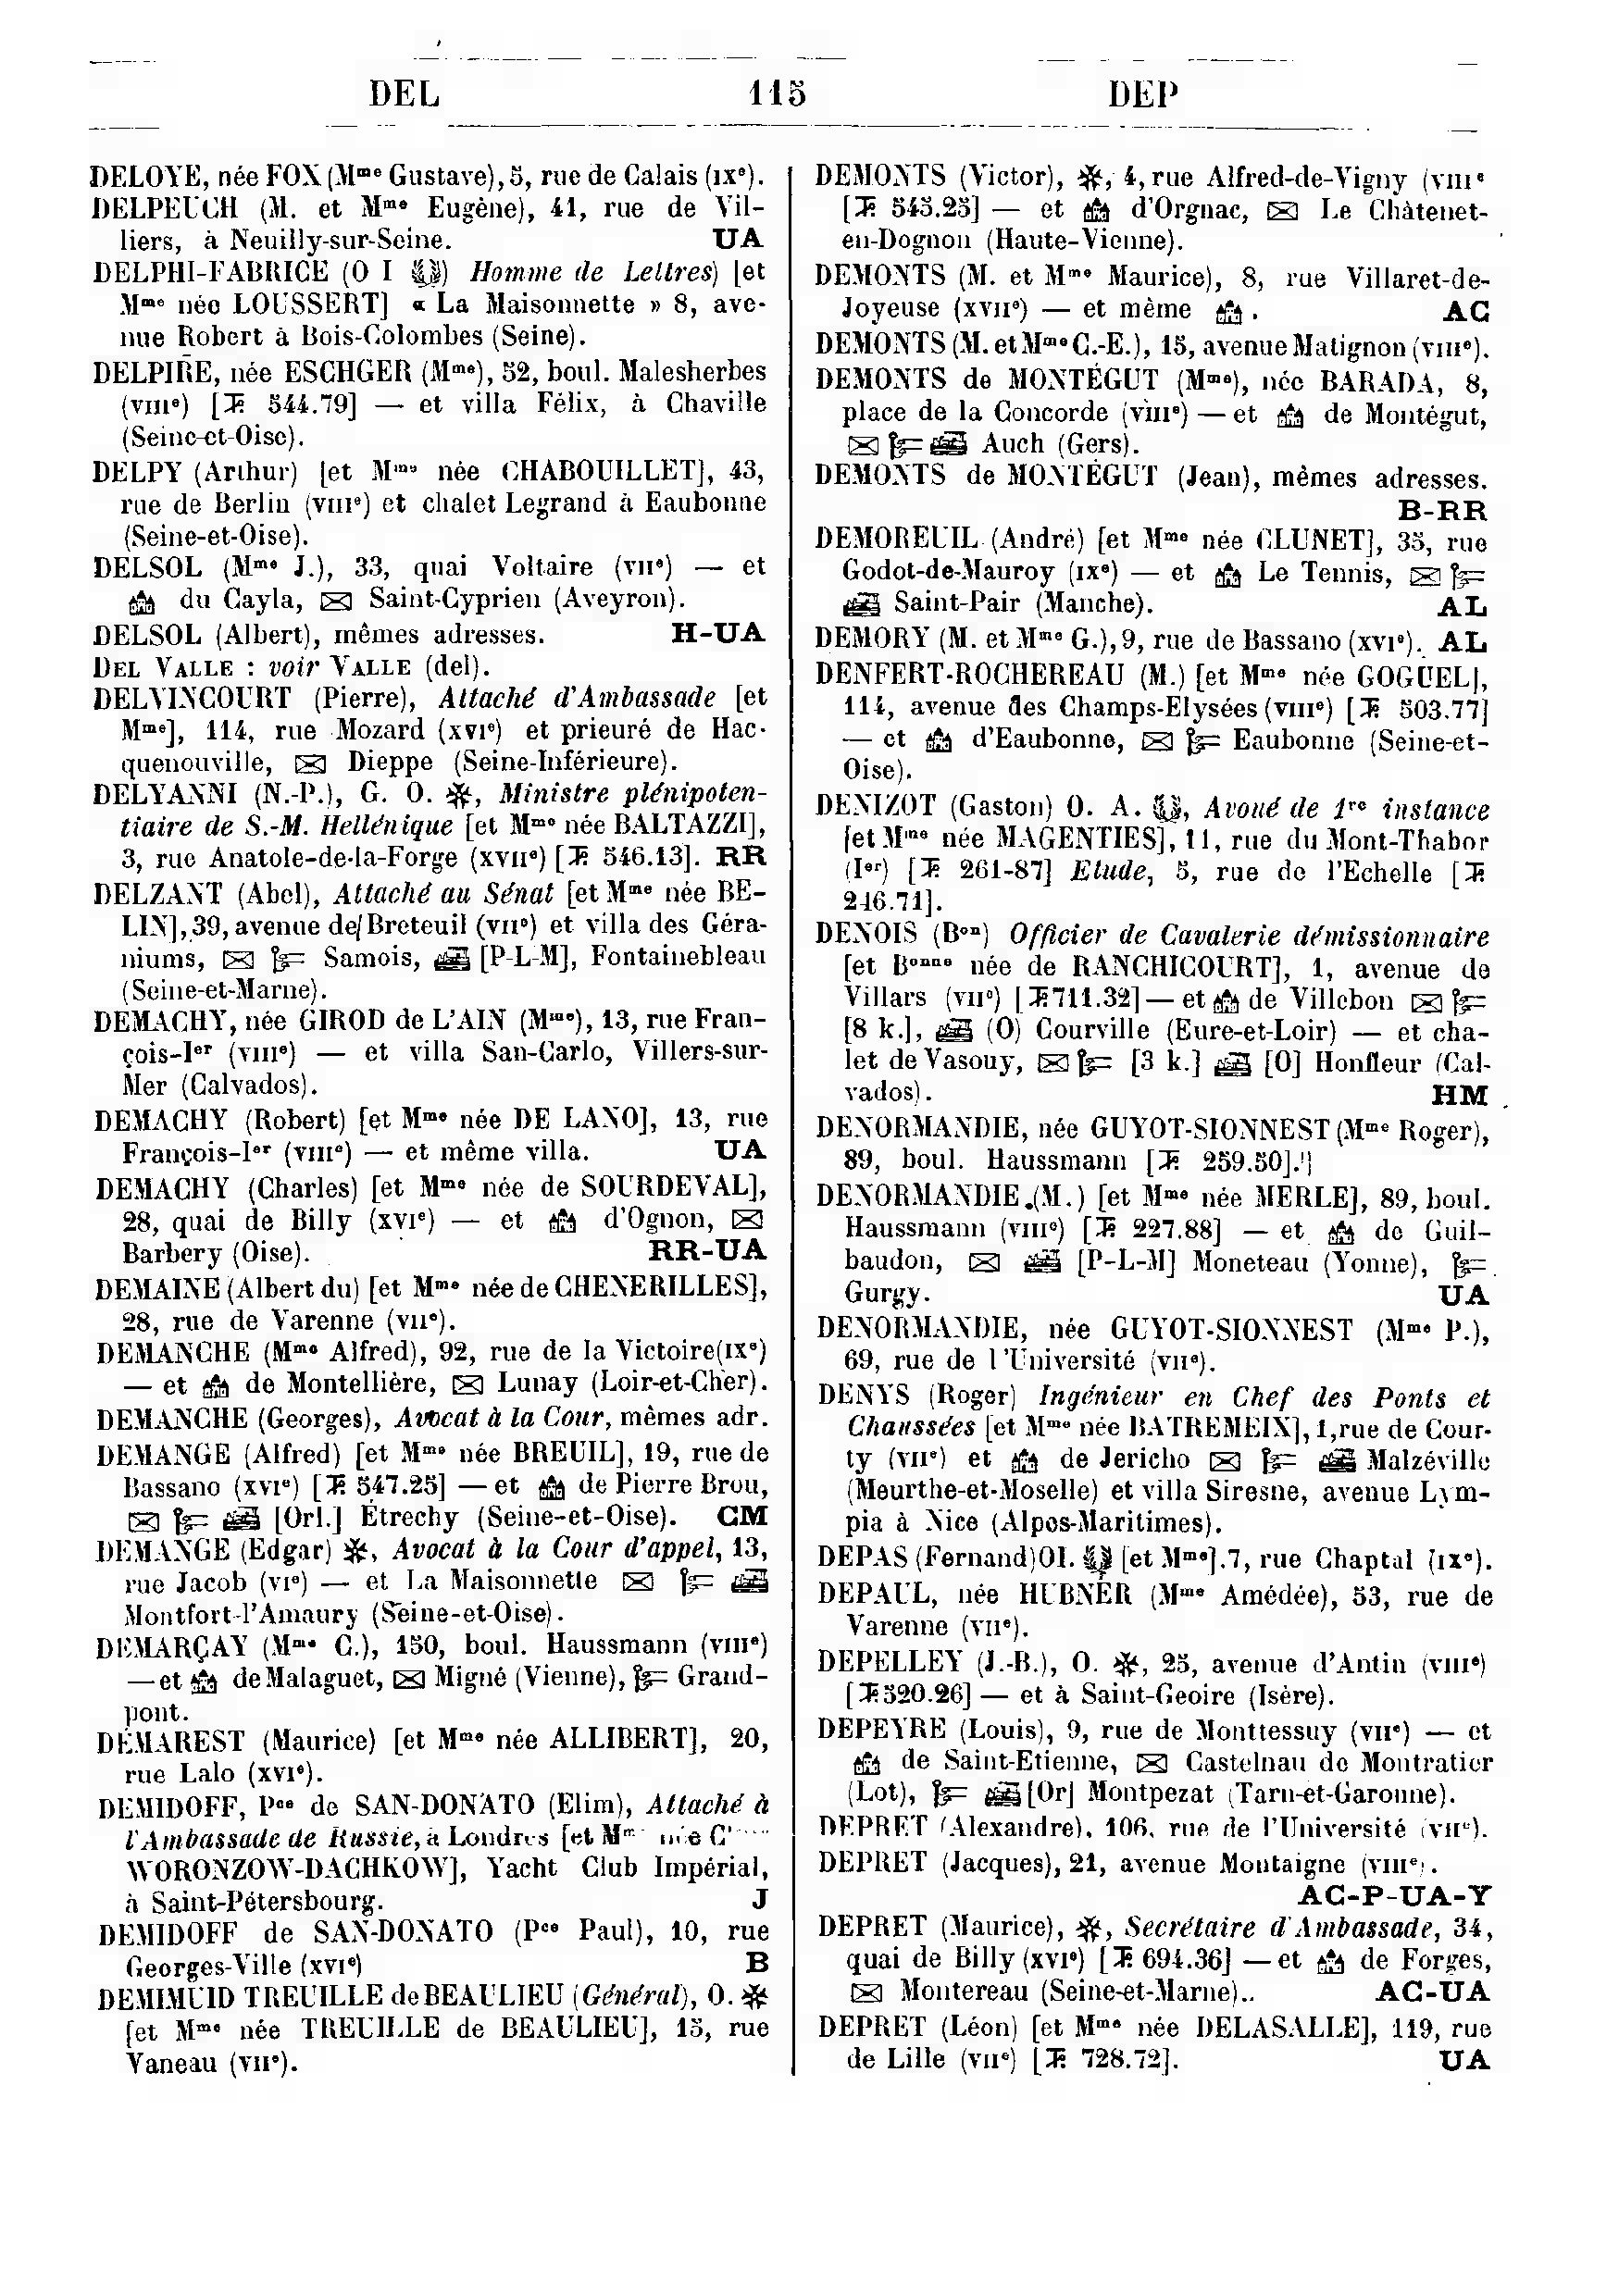 DEL 115 DEP
DELOYE, née FOX (Mme Gustave), 5, rue de Calais (IXe).
DELPEUCH (M. et Mme Eugène), 41, rue de Vil-
liers, à Neuilly-sur-Seine. UA
DELPHI-FABRICE (O I) Homme de Lettres) [et
Mme née LOUSSERT] « La Maisonnette » 8, ave-
nue Robert à Bois-Colombes (Seine).
DELPIRE, née ESCHGER (Mme), 52, boul. Malesherbes
(VIIIe) [T. 544.79] — et villa Félix, à Chaville
(Seine-et-Oise).
DELPY (Arthur) [et Mme née CHABOUILLET], 43,
rue de Berlin (VIIIe) et chalet Legrand à Eaubonne
(Seine-et-Oise).
DELSOL (Mme J.), 33, quai Voltaire (VIIe) — et
du Cayla, Saint-Cyprien (Aveyron).
DELSOL (Albert), mêmes adresses. H-UA
DEL VALLE : voir VALLE (del).
DELVINCOURT (Pierre), Attaché d'Ambassade [et
Mme], 114, rue Mozard (XVIe) et prieuré de Hac-
quenouville, Dieppe (Seine-Inférieure).
DELYANNI (N.-P.), G. O. ✻, Ministre plénipoten-
tiaire de S.-M. Hellénique [et Mme née BALTAZZI],
3, rue Anatole-de-la-Forge (XVIIe) [T. 546.13]. RR
DELZANT (Abel), Attaché au Sénat [et Mme née BE-
LIN], 39, avenue de Breteuil (VIIe) et villa des Géra-
niums, Samois, [P-L-M], Fontainebleau
(Seine-et-Marne).
DEMACHY, née GIROD de L'AIN (Mme), 13, rue Fran-
çois-Ier (VIIIe) — et villa San-Carlo, Villers-sur-
Mer (Calvados).
DEMACHY (Robert) [et Mme née DE LANO], 13, rue
François-Ier (VIIIe) — et même villa. UA
DEMACHY (Charles) [et Mme née de SOURDEVAL],
28, quai de Billy (XVIe) — et d'Ognon,
Barbery (Oise). RR-UA
DEMAINE (Albert du) [et Mme née de CHENERILLES],
28, rue de Varenne (VIIe).
DEMANCHE (Mme Alfred), 92, rue de la Victoire (IXe)
— et de Montellière, Lunay (Loir-et-Cher).
DEMANCHE (Georges), Avocat à la Cour, mêmes adr.
DEMANGE (Alfred) [et Mme née BREUIL], 19, rue de
Bassano (XVIe) [T. 547.25] — et de Pierre Brou,
[Orl.] Étrechy (Seine-et-Oise). CM
DEMANGE (Edgar) ✻, Avocat à la Cour d'appel, 13,
rue Jacob (VIe) — et La Maisonnette
Montfort-l'Amaury (Seine-et-Oise).
DEMARÇAY (Mme C.), 150, boul. Haussmann (VIIIe)
— et de Malaguet, Migné (Vienne), Grand-
pont.
DEMAREST (Maurice) [et Mme née ALLIBERT], 20,
rue Lalo (XVIe).
DEMIDOFF, Pce de SAN-DONATO (Elim), Attaché à
l'Ambassade de Russie, à Londres [et Mme née
WORONZOW-DACHKOW], Yacht Club Impérial,
à Saint-Pétersbourg. J
DEMIDOFF de SAN-DONATO (Pce Paul), 10, rue
Georges-Ville (XVIe) B
DEMIMUID TREUILLE de BEAULIEU (Général), O. ✻
[et Mme née TREUILLE de BEAULIEU], 15, rue
Vaneau (VIIe).
DEMONTS (Victor), ✻, 4, rue Alfred-de-Vigny (VIIIe
[T. 543.25] — et d'Orgnac, Le Châtenet-
en-Dognon (Haute-Vienne).
DEMONTS (M. et Mme Maurice), 8, rue Villaret-de-
Joyeuse (XVIIe) — et même . AC
DEMONTS (M. et Mme C.-E.), 15, avenue Matignon (VIIIe).
DEMONTS de MONTÉGUT (Mme), née BARADA, 8,
place de la Concorde (VIIIe) — et de Montégut,
Auch (Gers).
DEMONTS de MONTÉGUT (Jean), mêmes adresses.
B-RR
DEMOREUIL (André) [et Mme née CLUNET], 35, rue
Godot-de-Mauroy (IXe) — et Le Tennis,
Saint-Pair (Manche). AL
DEMORY (M. et Mme G.), 9, rue de Bassano (XVIe). AL
DENFERT-ROCHEREAU (M.) [et Mme née GOGUEL],
114, avenue des Champs-Elysées (VIIIe) [T. 503.77]
— et d'Eaubonne, Eaubonne (Seine-et-
Oise).
DENIZOT (Gaston) O. A., Avoué de 1re instance
[et Mme née MAGENTIES], 11, rue du Mont-Thabor
(Ier) [T. 261-87] Etude, 5, rue de l'Echelle [T.
246.71].
DENOIS (Bon) Officier de Cavalerie démissionnaire
[et Bonne née de RANCHICOURT], 1, avenue de
Villars (VIIe) [T. 711.32] — et de Villebon
[8 k.], (O) Courville (Eure-et-Loir) — et cha-
let de Vasouy, [3 k.] [O] Honfleur (Cal-
vados). HM
DENORMANDIE, née GUYOT-SIONNEST (Mme Roger),
89, boul. Haussmann [T. 259.50].
DENORMANDIE (M.) [et Mme née MERLE], 89, boul.
Haussmann (VIIIe) [T. 227.88] — et de Guil-
baudon, [P-L-M] Moneteau (Yonne),
Gurgy. UA
DENORMANDIE, née GUYOT-SIONNEST (Mme P.),
69, rue de l'Université (VIIe).
DENYS (Roger) Ingénieur en Chef des Ponts et
Chaussées [et Mme née BATREMEIX], 1, rue de Cour-
ty (VIIe) et de Jericho Malzéville
(Meurthe-et-Moselle) et villa Siresne, avenue Lym-
pia à Nice (Alpes-Maritimes).
DEPAS (Fernand) OI. [et Mme]. 7, rue Chaptal (IXe).
DEPAUL, née HUBNER (Mme Amédée), 53, rue de
Varenne (VIIe).
DEPELLEY (J.-B.), O. ✻, 25, avenue d'Antin (VIIIe)
[T. 520.26] — et à Saint-Geoire (Isère).
DEPEYRE (Louis), 9, rue de Monttessuy (VIIe) — et
de Saint-Etienne, Castelnau de Montratier
(Lot), [Or] Montpezat (Tarn-et-Garonne).
DEPRET (Alexandre), 106, rue de l'Université (VIIe).
DEPRET (Jacques), 21, avenue Montaigne (VIIIe).
AC-P-UA-Y
DEPRET (Maurice), ✻, Secrétaire d'Ambassade, 34,
quai de Billy (XVIe) [T. 694.36] — et de Forges,
Montereau (Seine-et-Marne).. AC-UA
DEPRET (Léon) [et Mme née DELASALLE], 119, rue
de Lille (VIIe) [T. 728.72]. UA